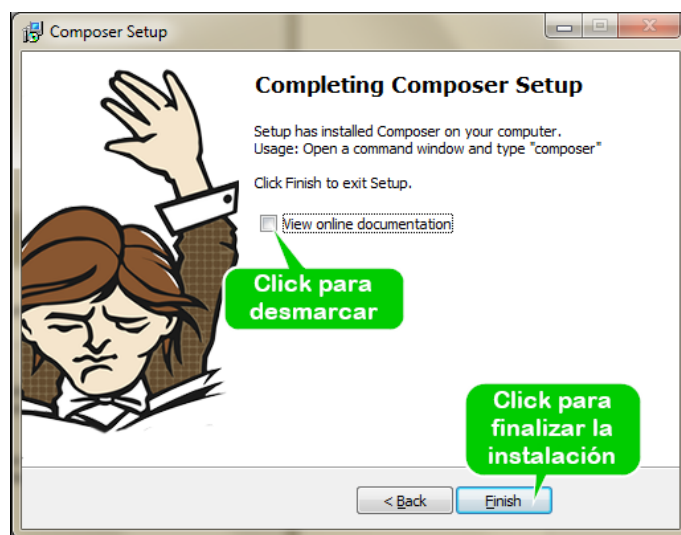 Composer Setup
Completing Composer Setup
Setup has installed Composer on your computer.
Usage: Open a command window and type "composer"
Click Finish to exit Setup.
View online documentation
Click para
desmarcar
Click para
finalizar la
instalación
< Back
Finish